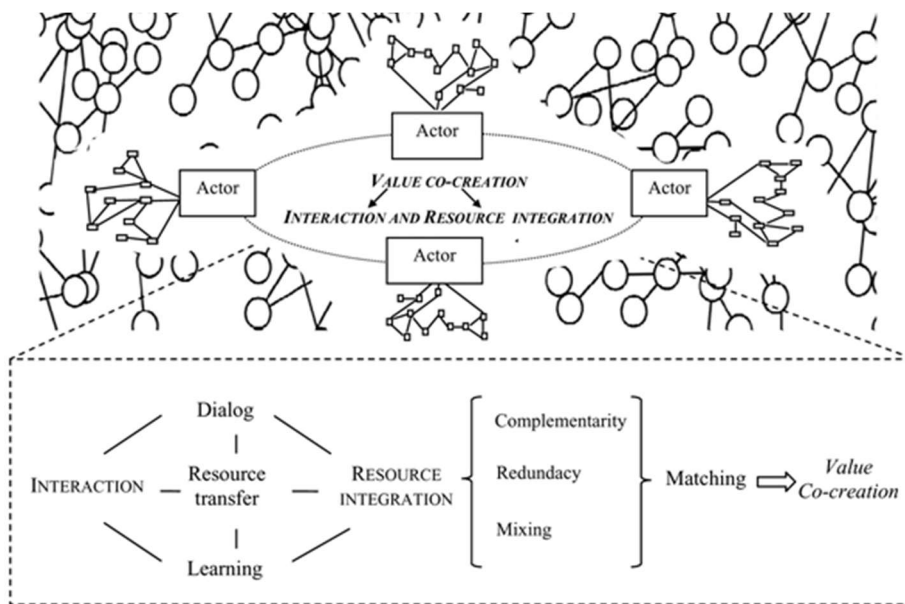 Actor
Actor
VALUE CO-CREATION
Actor
INTERACTION AND RESOURCE INTEGRATION
Actor
Dialog
Complementarity
INTERACTION
Resource
transfer
RESOURCE
INTEGRATION
Redundacy
Matching
Value
Co-creation
Mixing
Learning